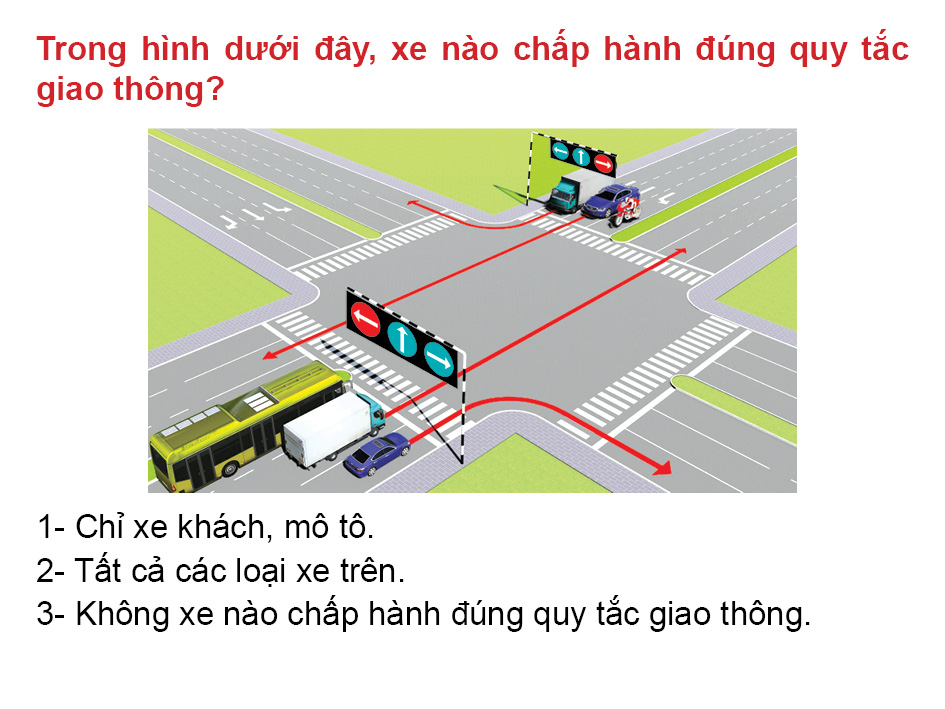 Trong hình dưới đây, xe nào chấp hành đúng quy tắc
giao thông?
1- Chỉ xe khách, mô tô.
2- Tất cả các loại xe trên.
3- Không xe nào chấp hành đúng quy tắc giao thông.